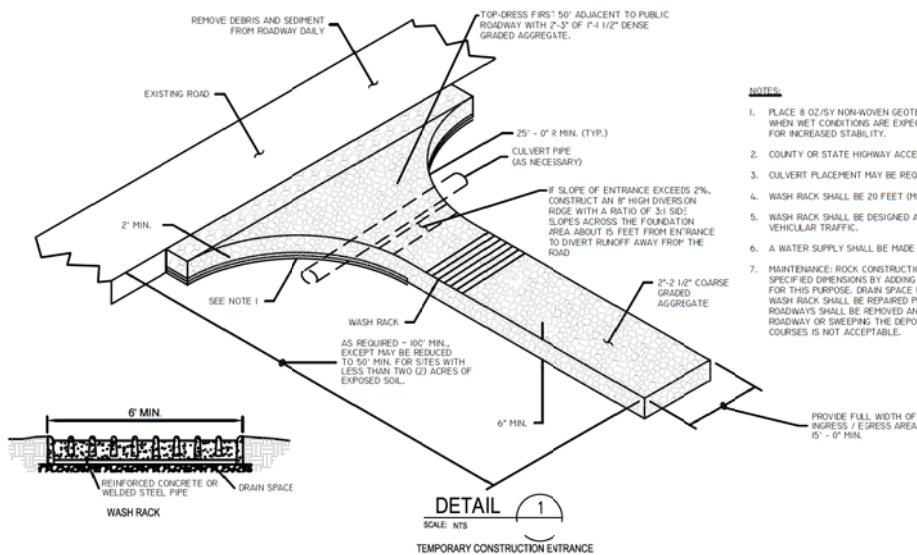 REMOVE DEBRIS AND SEDIMENT
FROM ROADWAY DAILY
TOP-DRESS FIRST 50' ADJACENT TO PUBLIC
ROADWAY WITH 2"-3" OF 1"-1 1/2" DENSE
GRADED AGGREGATE.
EXISTING ROAD
25' - 0" R MIN. (TYP.)
CULVERT PIPE
(AS NECESSARY)
IF SLOPE OF ENTRANCE EXCEEDS 2%,
CONSTRUCT AN 8" HIGH DIVERSION
RIDGE WITH A RATIO OF 3:1 SIDE
SLOPES ACROSS THE FOUNDATION
AREA ABOUT 15 FEET FROM ENTRANCE
TO DIVERT RUNOFF AWAY FROM THE
ROAD
2' MIN.
SEE NOTE 1
WASH RACK
2"-2 1/2" COARSE
GRADED
AGGREGATE
AS REQUIRED - 100' MIN.,
EXCEPT MAY BE REDUCED
TO 50' MIN. FOR SITES WITH
LESS THAN TWO (2) ACRES OF
EXPOSED SOIL.
6" MIN.
PROVIDE FULL WIDTH OF
INGRESS / EGRESS AREA
15' - 0" MIN.
NOTES:
1. PLACE 8 OZ/SY NON-WOVEN GEOTE
WHEN WET CONDITIONS ARE EXPE
FOR INCREASED STABILITY.
2. COUNTY OR STATE HIGHWAY ACCE
3. CULVERT PLACEMENT MAY BE REQ
4. WASH RACK SHALL BE 20 FEET (M
5. WASH RACK SHALL BE DESIGNED A
VEHICULAR TRAFFIC.
6. A WATER SUPPLY SHALL BE MADE
7. MAINTENANCE: ROCK CONSTRUCTI
SPECIFIED DIMENSIONS BY ADDING
FOR THIS PURPOSE. DRAIN SPACE
WASH RACK SHALL BE REPAIRED P
ROADWAYS SHALL BE REMOVED AN
ROADWAY OR SWEEPING THE DEPO
COURSES IS NOT ACCEPTABLE.
6' MIN.
REINFORCED CONCRETE OR
WELDED STEEL PIPE
DRAIN SPACE
WASH RACK
DETAIL 1
SCALE: NTS
TEMPORARY CONSTRUCTION ENTRANCE